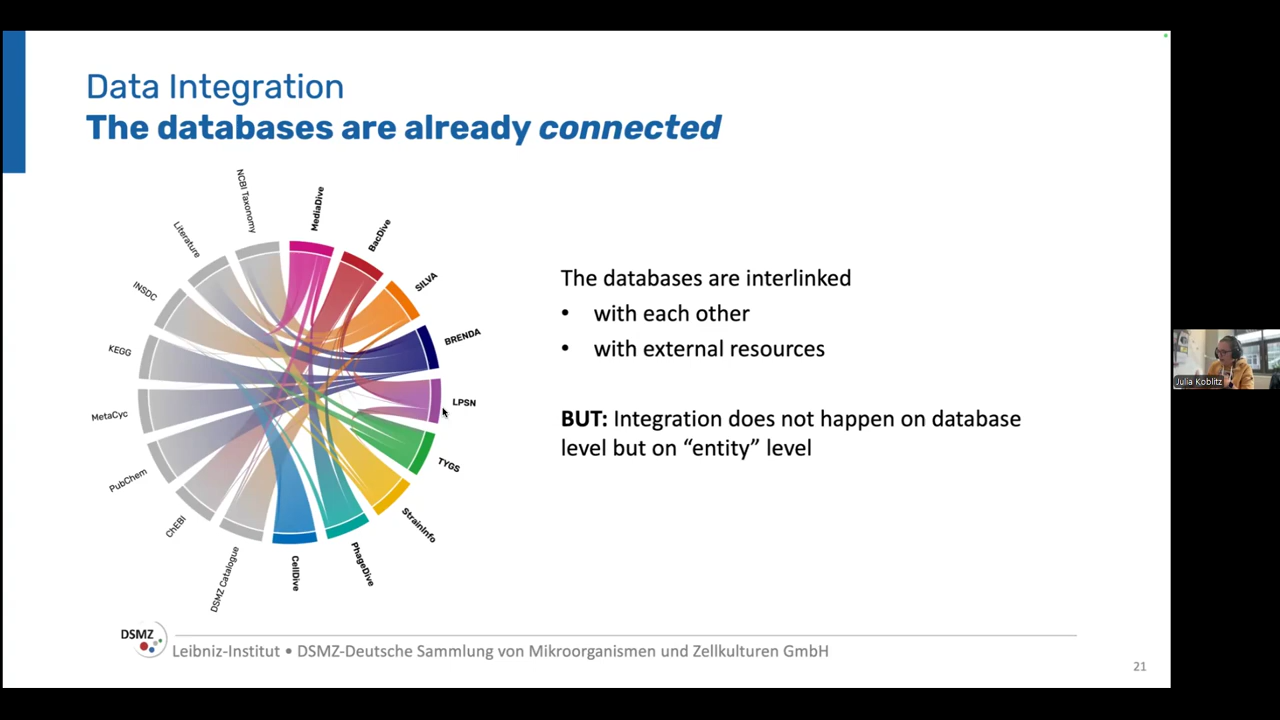 Data Integration
The databases are already connected
NCBI Taxonomy
MediaDive
BacDive
SILVA
BRENDA
LPSN
TYGS
StrainInfo
PhageDive
CellDive
DSMZ Catalogue
ChEBI
PubChem
MetaCyc
KEGG
INSDC
Literature
The databases are interlinked
• with each other
• with external resources
BUT: Integration does not happen on database
level but on “entity” level
DSMZ
Leibniz-Institut • DSMZ-Deutsche Sammlung von Mikroorganismen und Zellkulturen GmbH
21
Julia Koblitz